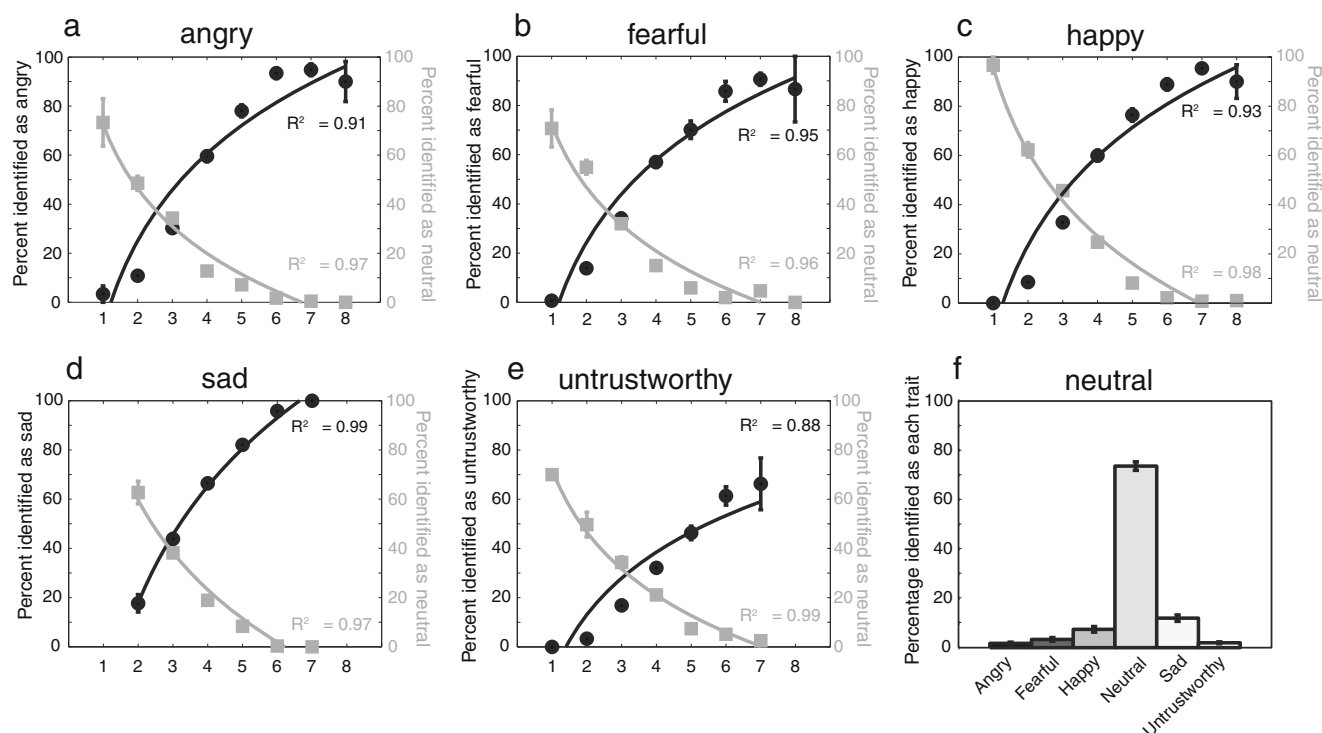 a angry
Percent identified as angry
100
80
60
40
20
0
1 2 3 4 5 6 7 8
R² = 0.91
R² = 0.97
100
80
60
40
20
0
Percent identified as neutral
b fearful
Percent identified as fearful
100
80
60
40
20
0
1 2 3 4 5 6 7 8
R² = 0.95
R² = 0.96
100
80
60
40
20
0
Percent identified as neutral
c happy
Percent identified as happy
100
80
60
40
20
0
1 2 3 4 5 6 7 8
R² = 0.93
R² = 0.98
100
80
60
40
20
0
Percent identified as neutral
d sad
Percent identified as sad
100
80
60
40
20
0
1 2 3 4 5 6 7 8
R² = 0.99
R² = 0.97
100
80
60
40
20
0
Percent identified as neutral
e untrustworthy
Percent identified as untrustworthy
100
80
60
40
20
0
1 2 3 4 5 6 7 8
R² = 0.88
R² = 0.99
100
80
60
40
20
0
Percent identified as neutral
f neutral
Percentage identified as each trait
100
80
60
40
20
0
Angry
Fearful
Happy
Neutral
Sad
Untrustworthy